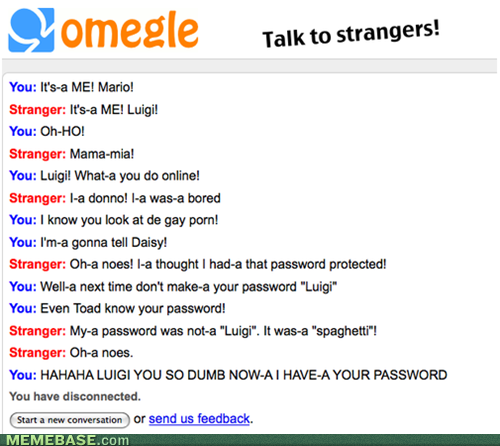 omegle Talk to strangers!
You: It's-a ME! Mario!
Stranger: It's-a ME! Luigi!
You: Oh-HO!
Stranger: Mama-mia!
You: Luigi! What-a you do online!
Stranger: I-a donno! I-a was-a bored
You: I know you look at de gay porn!
You: I'm-a gonna tell Daisy!
Stranger: Oh-a noes! I-a thought I had-a that password protected!
You: Well-a next time don't make-a your password "Luigi"
You: Even Toad know your password!
Stranger: My-a password was not-a "Luigi". It was-a "spaghetti"!
Stranger: Oh-a noes.
You: HAHAHA LUIGI YOU SO DUMB NOW-A I HAVE-A YOUR PASSWORD
You have disconnected.
Start a new conversation or send us feedback.
MEMEBASE.com